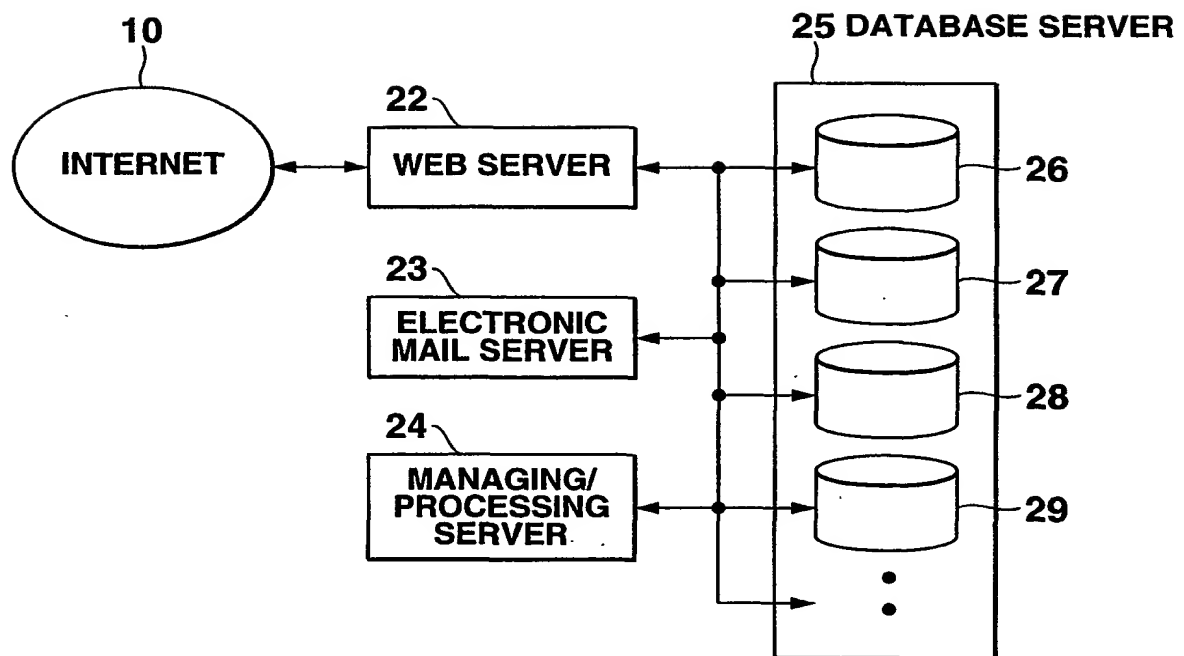 10
25 DATABASE SERVER
22
INTERNET
WEB SERVER
26
23
27
ELECTRONIC
MAIL SERVER
28
24
MANAGING/
PROCESSING
SERVER
29